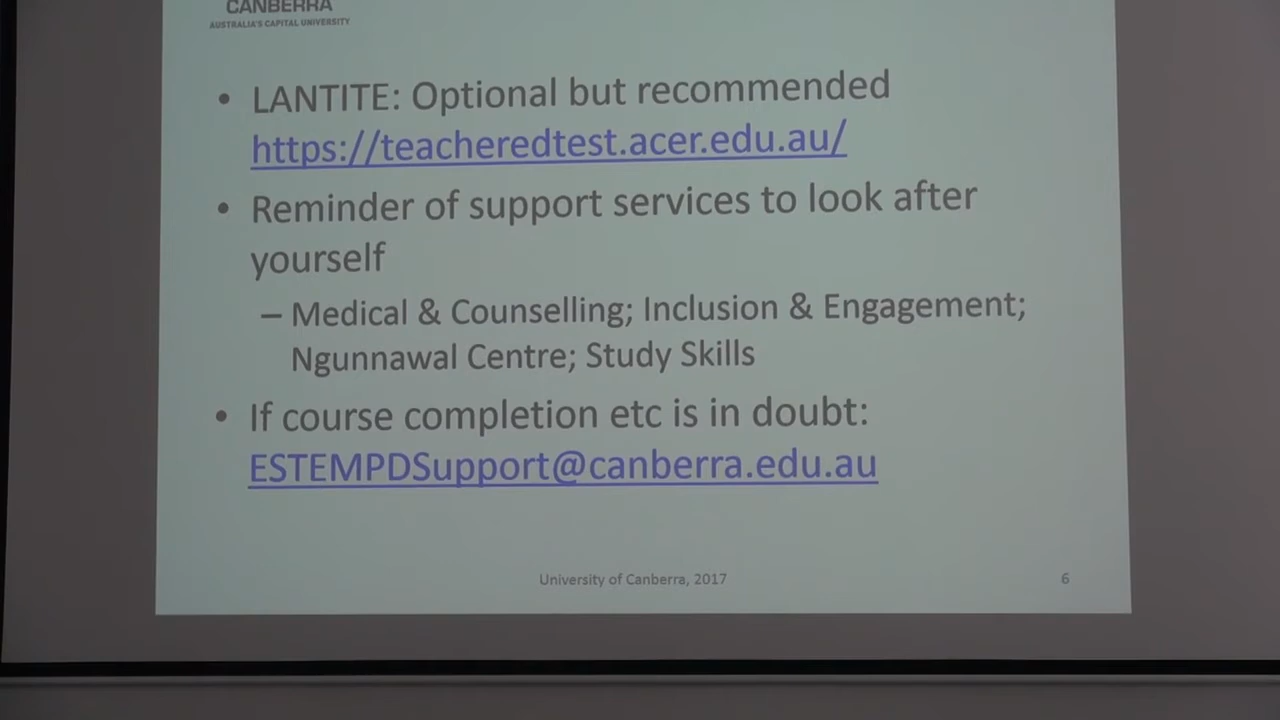 CANBERRA
AUSTRALIA'S CAPITAL UNIVERSITY
• LANTITE: Optional but recommended
https://teacheredtest.acer.edu.au/
• Reminder of support services to look after
yourself
– Medical & Counselling; Inclusion & Engagement;
Ngunnawal Centre; Study Skills
• If course completion etc is in doubt:
ESTEMPDSupport@canberra.edu.au
University of Canberra, 2017
6